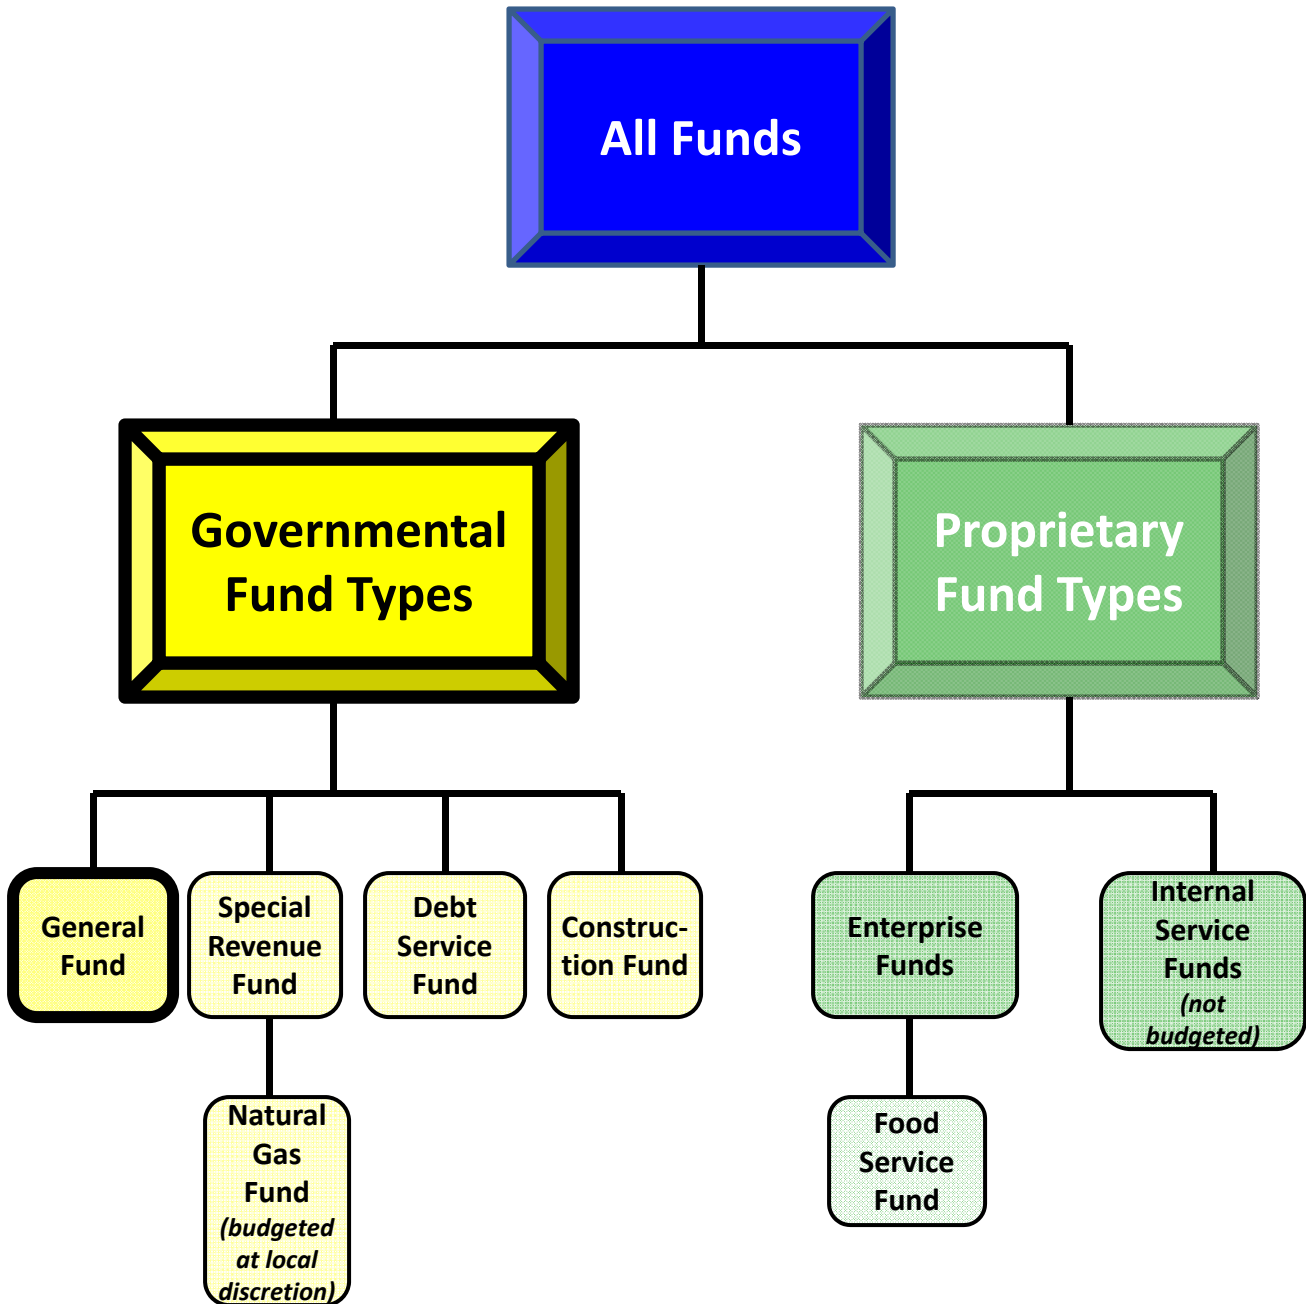 All Funds
Governmental
Fund Types
Proprietary
Fund Types
General
Fund
Special
Revenue
Fund
Debt
Service
Fund
Construc-
tion Fund
Enterprise
Funds
Internal
Service
Funds
(not
budgeted)
Natural
Gas
Fund
(budgeted
at local
discretion)
Food
Service
Fund